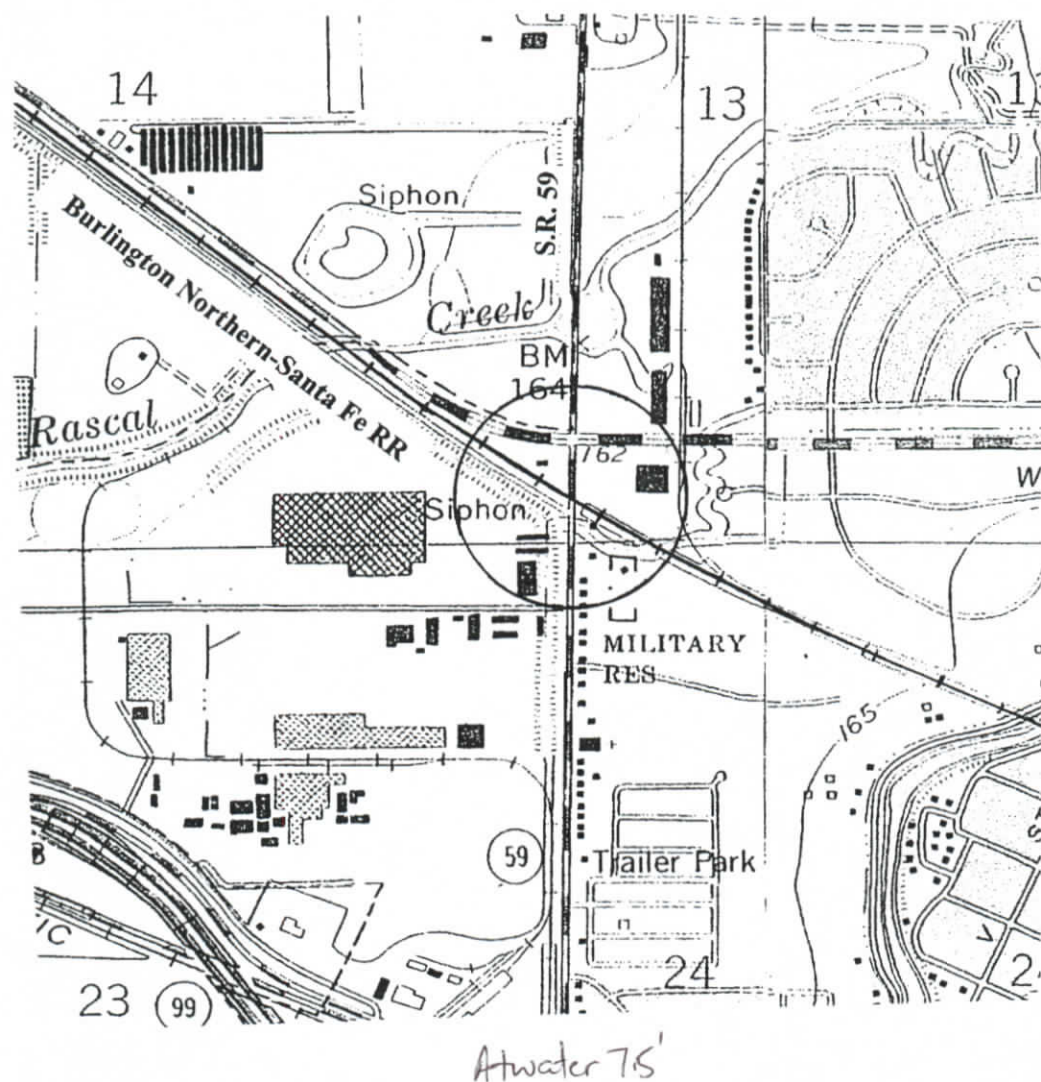 14
13
Siphon
S.R. 59
Burlington Northern-Santa Fe RR
Creek
BM
164
Rascal
762
Siphon
W
MILITARY
RES
165
59
Trailer Park
24
23
99
Atwater 7.5'